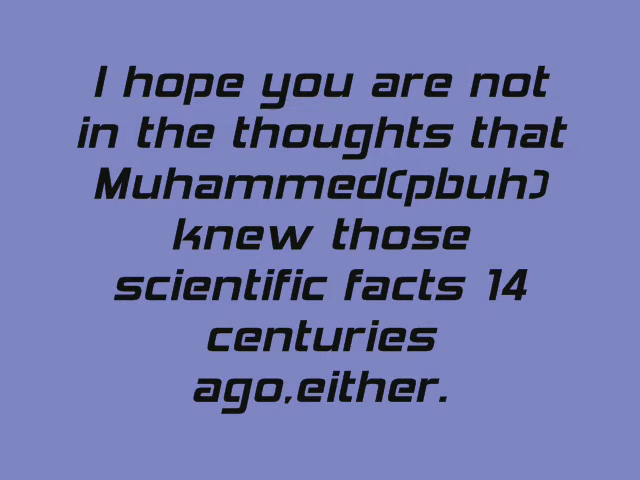 I hope you are not
in the thoughts that
Muhammed(pbuh)
knew those
scientific facts 14
centuries
ago,either.